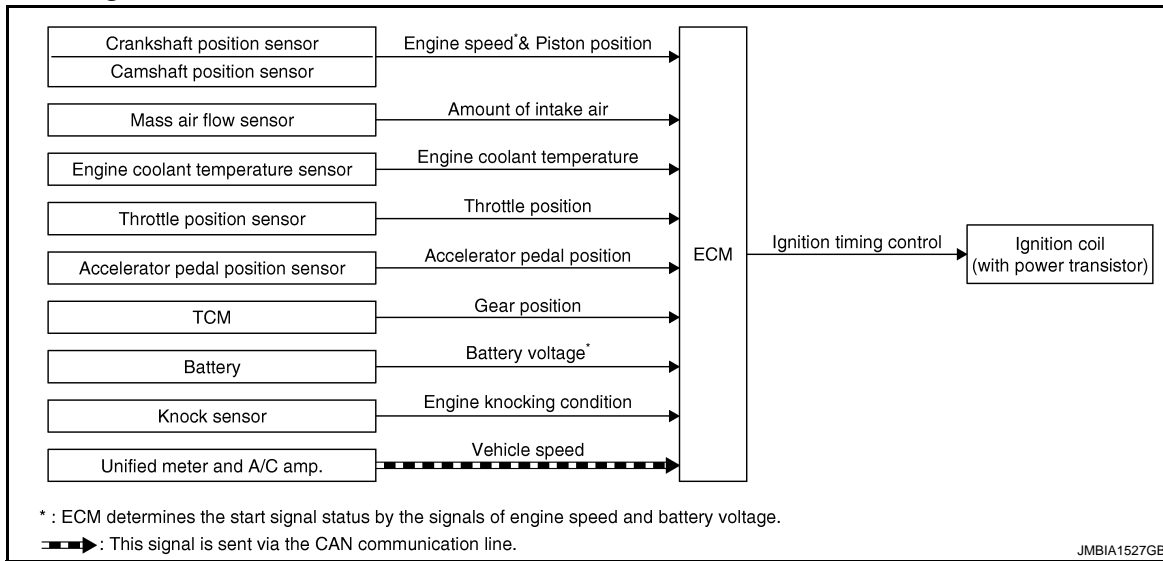 Crankshaft position sensor
Camshaft position sensor
Engine speed*& Piston position
Mass air flow sensor
Amount of intake air
Engine coolant temperature sensor
Engine coolant temperature
Throttle position sensor
Throttle position
Accelerator pedal position sensor
Accelerator pedal position
TCM
Gear position
Battery
Battery voltage*
Knock sensor
Engine knocking condition
Unified meter and A/C amp.
Vehicle speed
ECM
Ignition timing control
Ignition coil
(with power transistor)
* : ECM determines the start signal status by the signals of engine speed and battery voltage.
: This signal is sent via the CAN communication line.
JMBIA1527GB